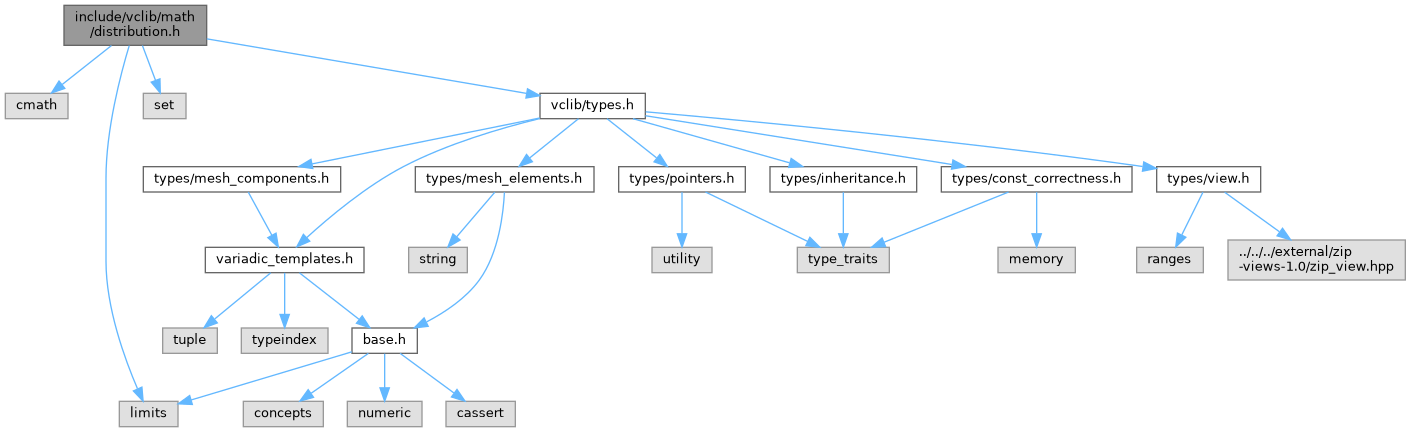 include/vclib/math
/distribution.h
cmath
set
vclib/types.h
types/mesh_components.h
types/mesh_elements.h
types/pointers.h
types/inheritance.h
types/const_correctness.h
types/view.h
variadic_templates.h
string
utility
type_traits
memory
ranges
../../../external/zip
-views-1.0/zip_view.hpp
tuple
typeindex
base.h
limits
concepts
numeric
cassert